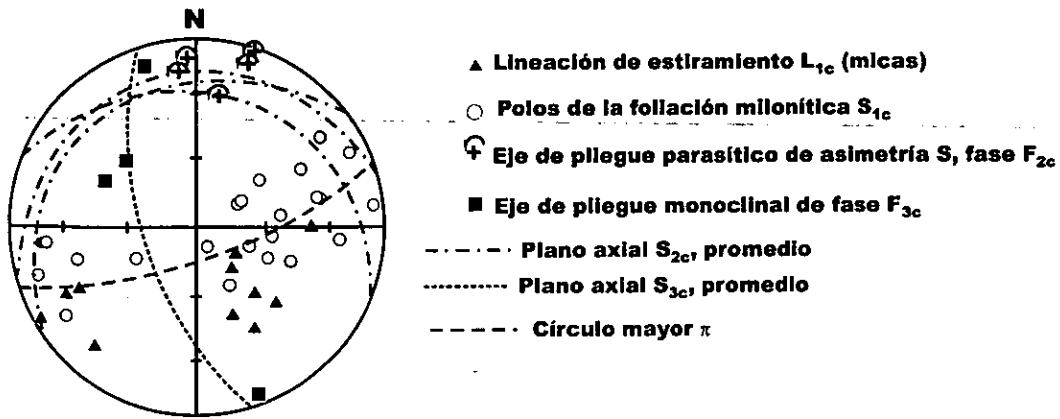 N
Lineación de estiramiento L1c (micas)
Polos de la foliación milonítica S1c
Eje de pliegue parasítico de asimetría S, fase F2c
Eje de pliegue monoclinal de fase F3c
Plano axial S2c, promedio
Plano axial S3c, promedio
Círculo mayor π